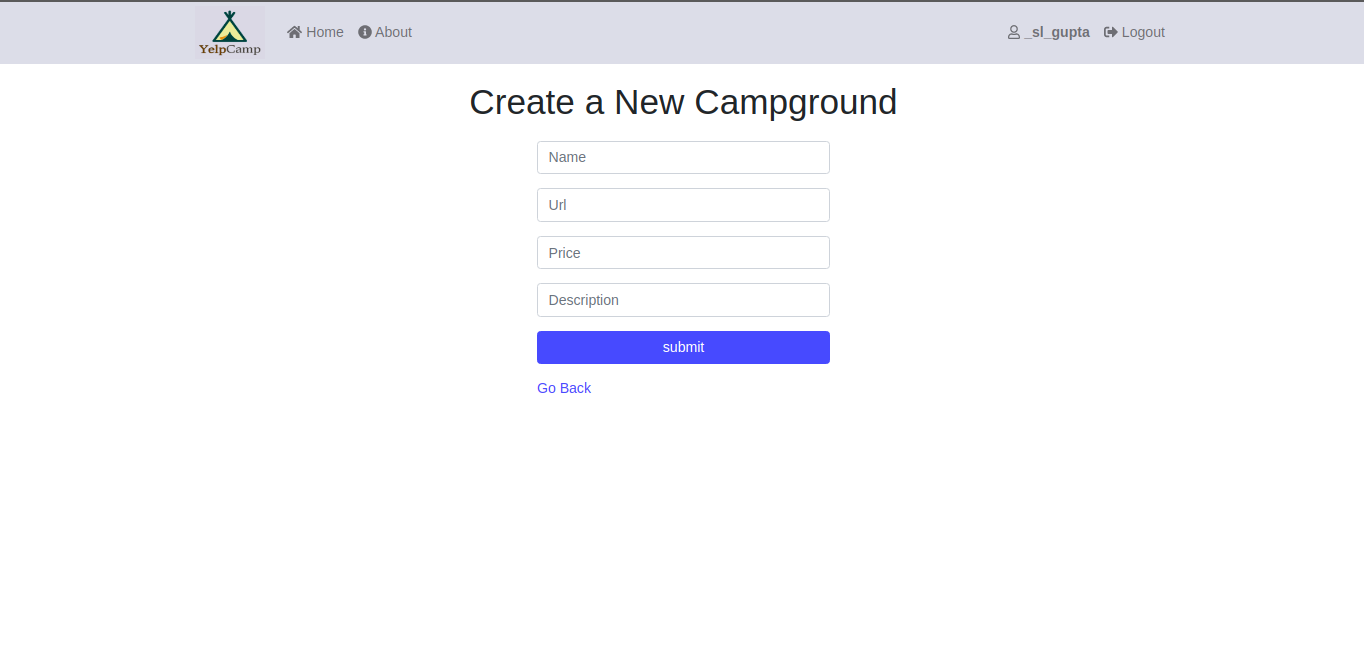 YelpCamp
Home
About
_sl_gupta
Logout
Create a New Campground
Name
Url
Price
Description
submit
Go Back